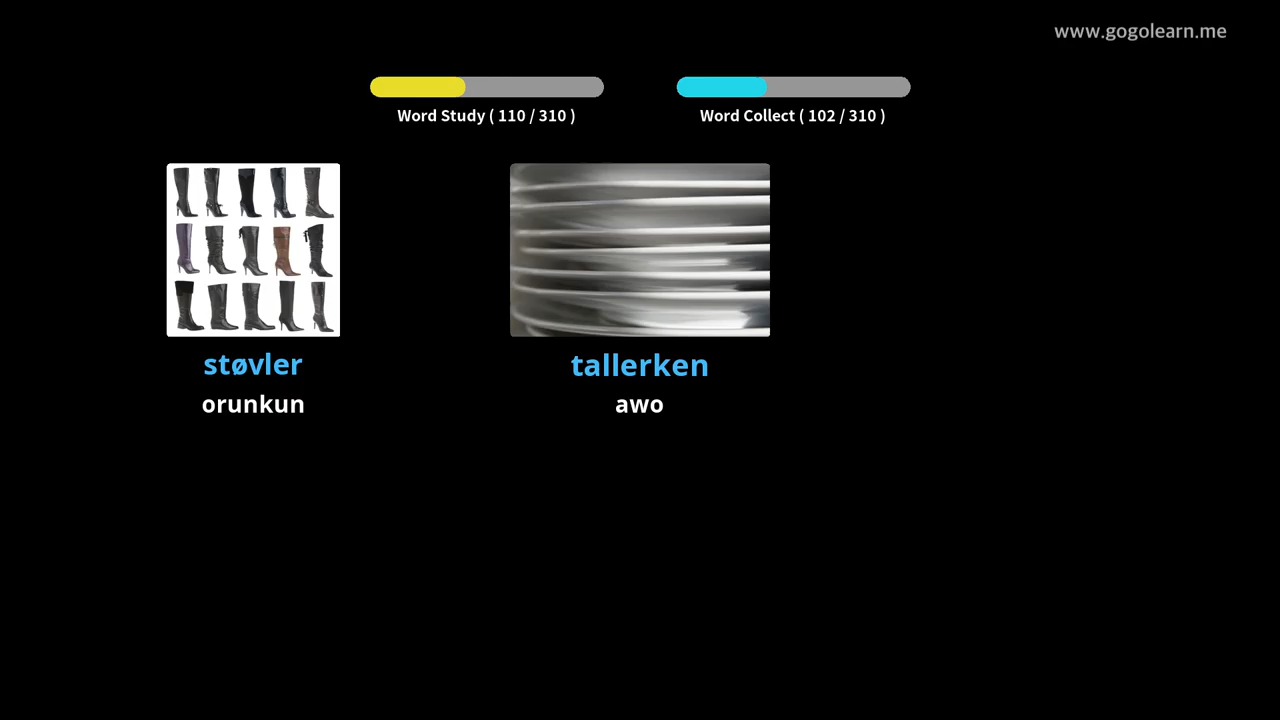 www.gogolearn.me
Word Study ( 110 / 310 )
Word Collect ( 102 / 310 )
støvler
orunkun
tallerken
awo